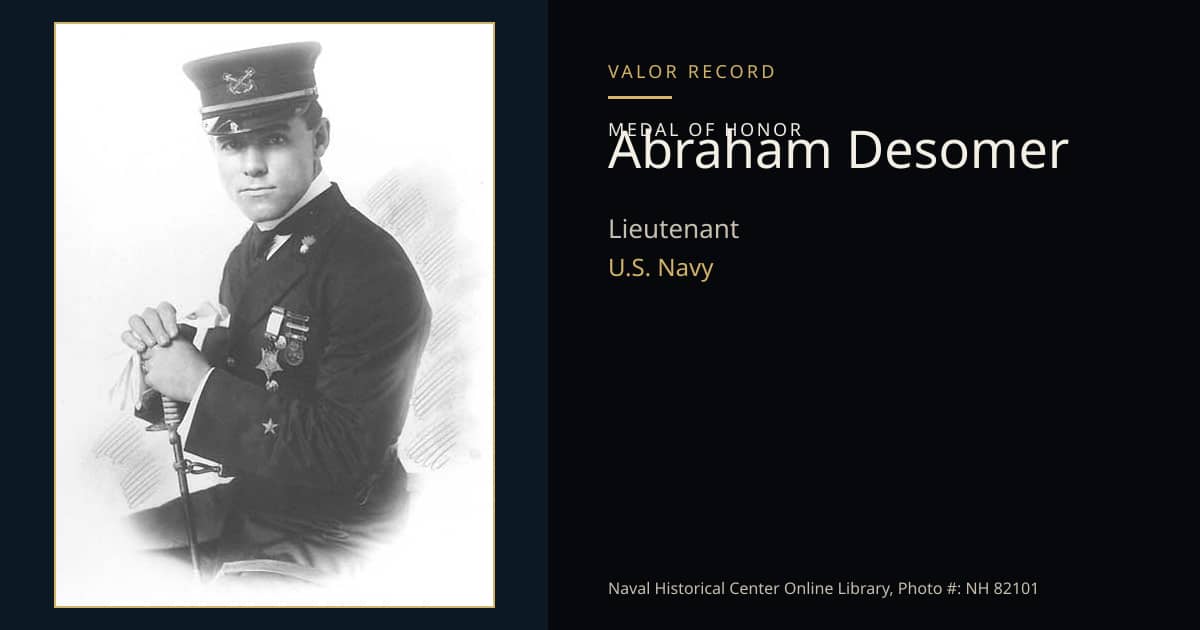 VALOR RECORD
MEDAL OF HONOR
Abraham Desomer
Lieutenant
U.S. Navy
Naval Historical Center Online Library, Photo #: NH 82101